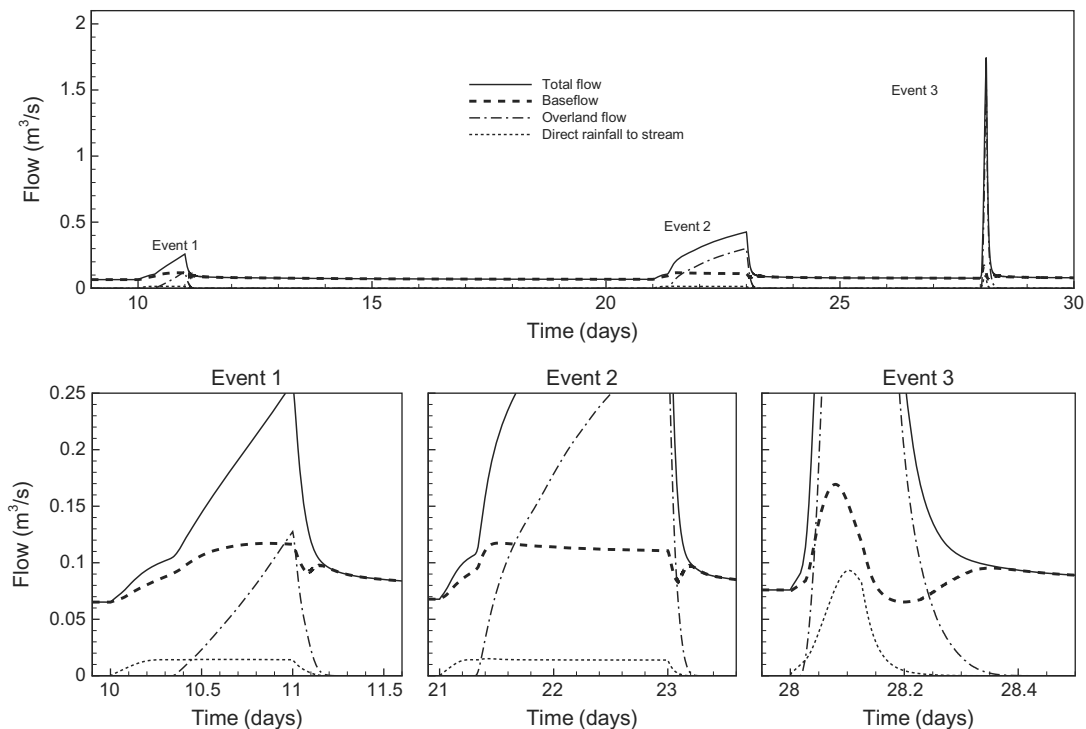 2
1.5
1
0.5
0
Flow (m³/s)
Total flow
Baseflow
Overland flow
Direct rainfall to stream
Event 1
Event 2
Event 3
10 15 20 25 30
Time (days)
Event 1 Event 2 Event 3
0.25
0.2
0.15
0.1
0.05
0
Flow (m³/s)
10 10.5 11 11.5 21 22 23 28 28.2 28.4
Time (days) Time (days) Time (days)